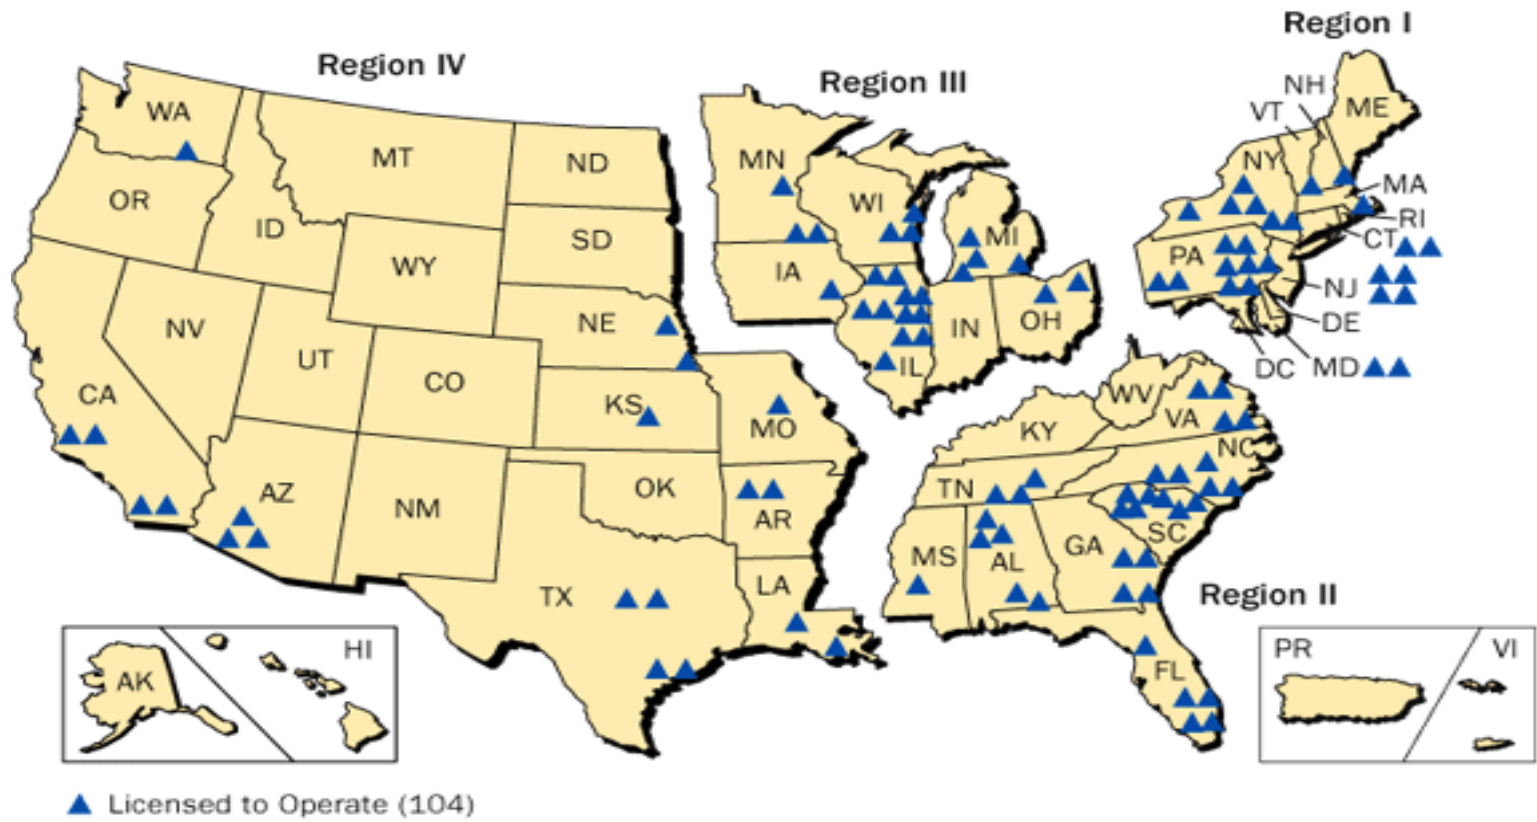 Region I
Region IV
Region III
NH
VT
ME
WA
MT
ND
MN
NY
MA
OR
WI
RI
ID
SD
MI
CT
WY
IA
PA
NJ
NV
NE
IN
OH
DE
UT
IL
DC
MD
CO
CA
KS
WV
MO
KY
VA
NC
AZ
OK
TN
NM
AR
SC
MS
GA
AL
TX
LA
Region II
HI
PR
VI
AK
FL
Licensed to Operate (104)